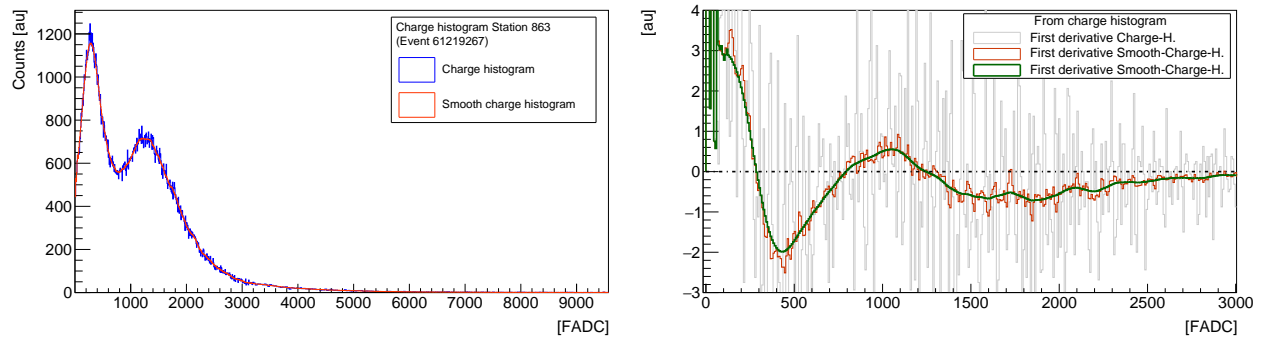 Counts [au]
1200
1000
800
600
400
200
0
1000 2000 3000 4000 5000 6000 7000 8000 9000
[FADC]
Charge histogram Station 863
(Event 61219267)
Charge histogram
Smooth charge histogram
[au]
4
3
2
1
0
−1
−2
−3
0 500 1000 1500 2000 2500 3000
[FADC]
From charge histogram
First derivative Charge-H.
First derivative Smooth-Charge-H.
First derivative Smooth-Charge-H.